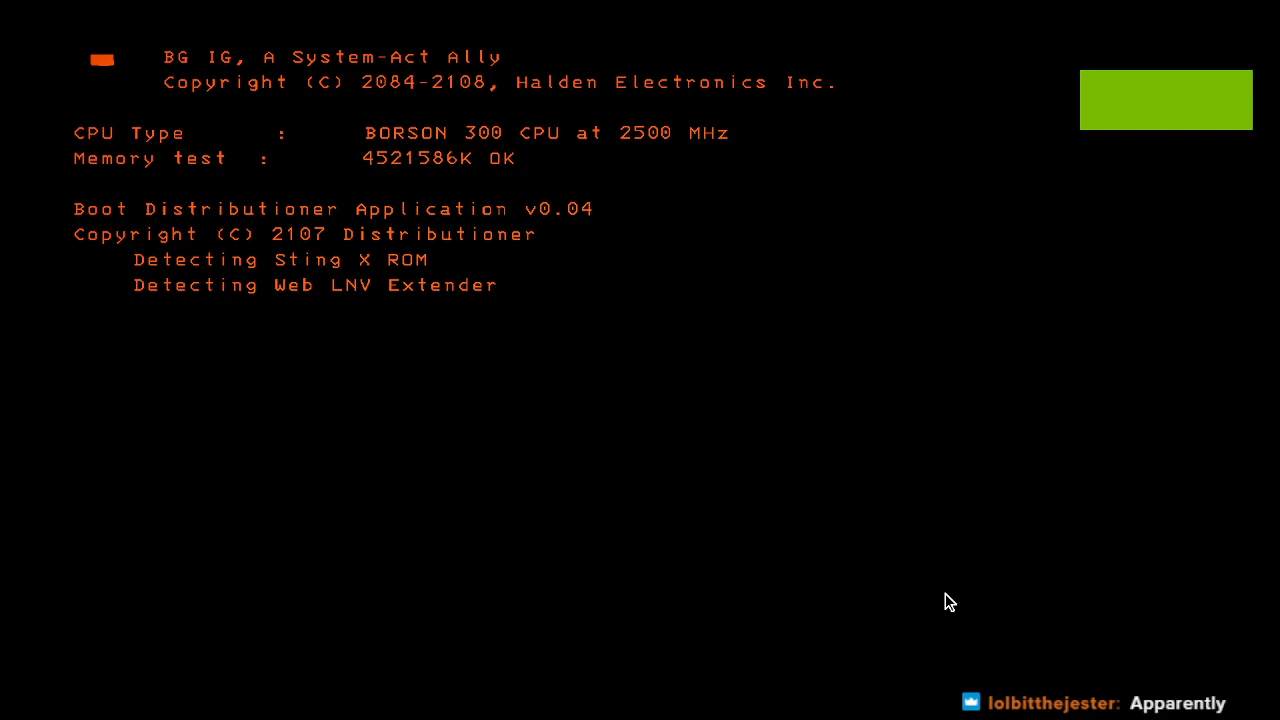 BG IG, A System-Act Ally
Copyright (C) 2084-2108, Halden Electronics Inc.
CPU Type : BORSON 300 CPU at 2500 MHz
Memory test : 4521586K OK
Boot Distributioner Application v0.04
Copyright (C) 2107 Distributioner
Detecting Sting X ROM
Detecting Web LNV Extender
lolbitthejester: Apparently